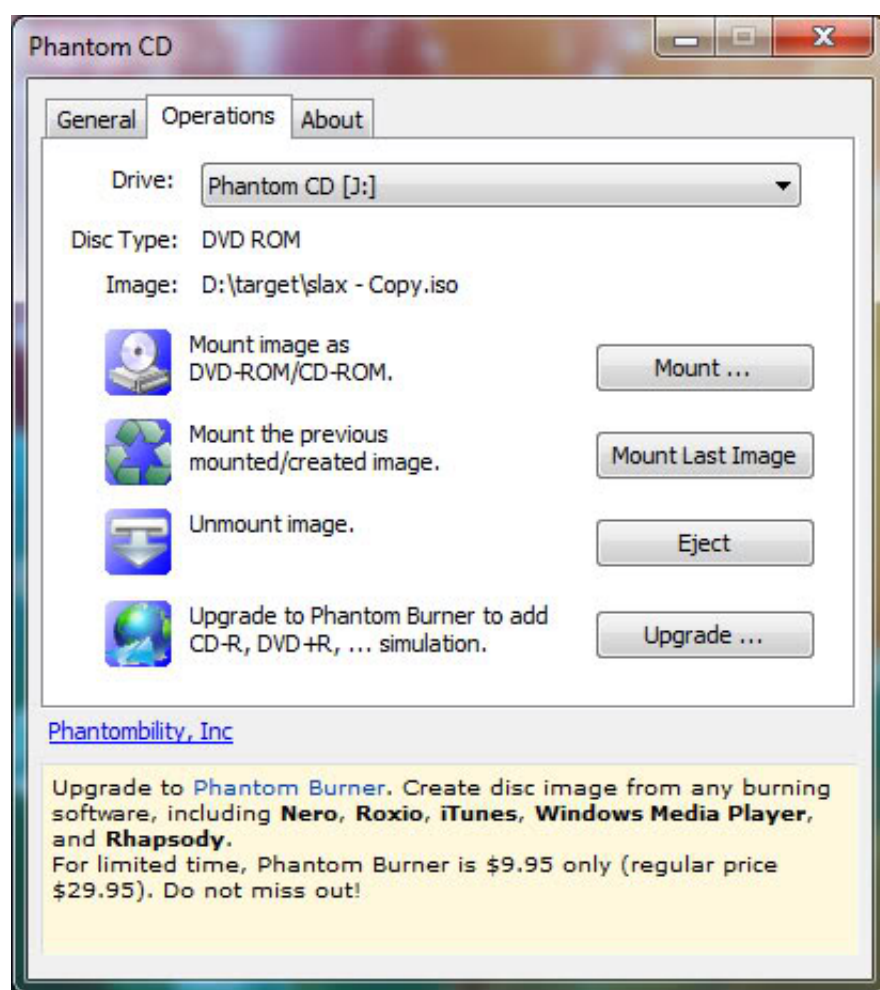 Phantom CD
General Operations About
Drive: Phantom CD [J:]
Disc Type: DVD ROM
Image: D:\target\slax - Copy.iso
Mount image as
DVD-ROM/CD-ROM.
Mount ...
Mount the previous
mounted/created image.
Mount Last Image
Unmount image.
Eject
Upgrade to Phantom Burner to add
CD-R, DVD+R, ... simulation.
Upgrade ...
Phantombility, Inc
Upgrade to Phantom Burner. Create disc image from any burning
software, including Nero, Roxio, iTunes, Windows Media Player,
and Rhapsody.
For limited time, Phantom Burner is $9.95 only (regular price
$29.95). Do not miss out!